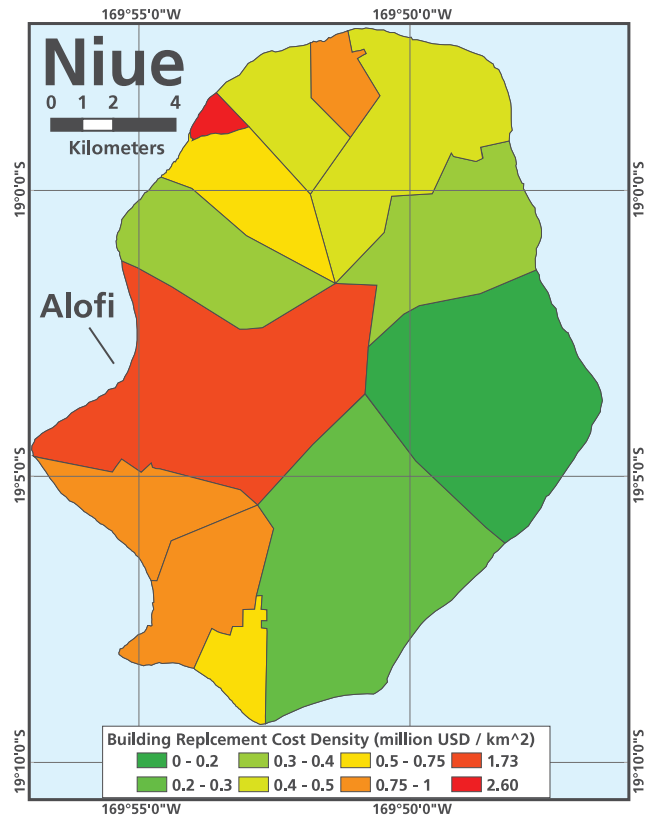 169°55'0"W 169°50'0"W
Niue
0 1 2 4
Kilometers
19°0'0"S 19°0'0"S
Alofi
19°5'0"S 19°5'0"S
Building Replcement Cost Density (million USD / km^2)
0 - 0.2 0.3 - 0.4 0.5 - 0.75 1.73
0.2 - 0.3 0.4 - 0.5 0.75 - 1 2.60
19°10'0"S 19°10'0"S
169°55'0"W 169°50'0"W